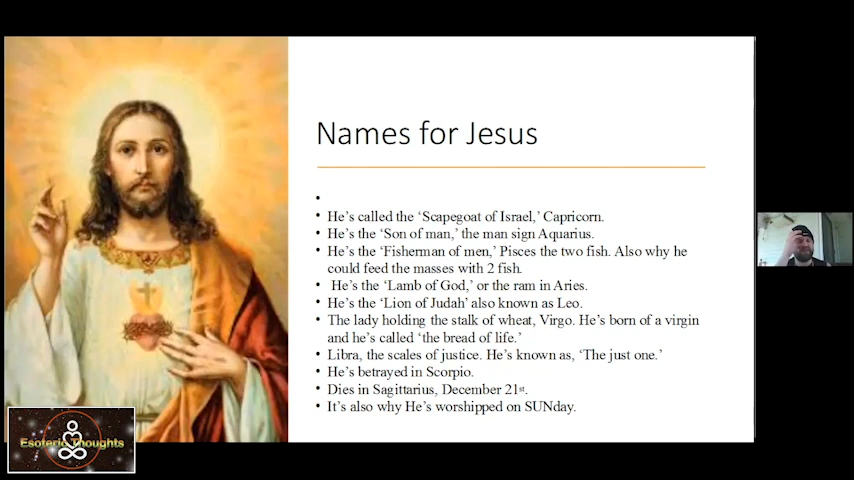 Names for Jesus
• He's called the ‘Scapegoat of Israel,’ Capricorn.
• He's the ‘Son of man,’ the man sign Aquarius.
• He's the ‘Fisherman of men,’ Pisces the two fish. Also why he
could feed the masses with 2 fish.
• He's the ‘Lamb of God,’ or the ram in Aries.
• He's the ‘Lion of Judah’ also known as Leo.
• The lady holding the stalk of wheat, Virgo. He's born of a virgin
and he's called ‘the bread of life.’
• Libra, the scales of justice. He's known as, ‘The just one.’
• He's betrayed in Scorpio.
• Dies in Sagittarius, December 21st.
• It's also why He's worshipped on SUNday.
Esoteric Thoughts